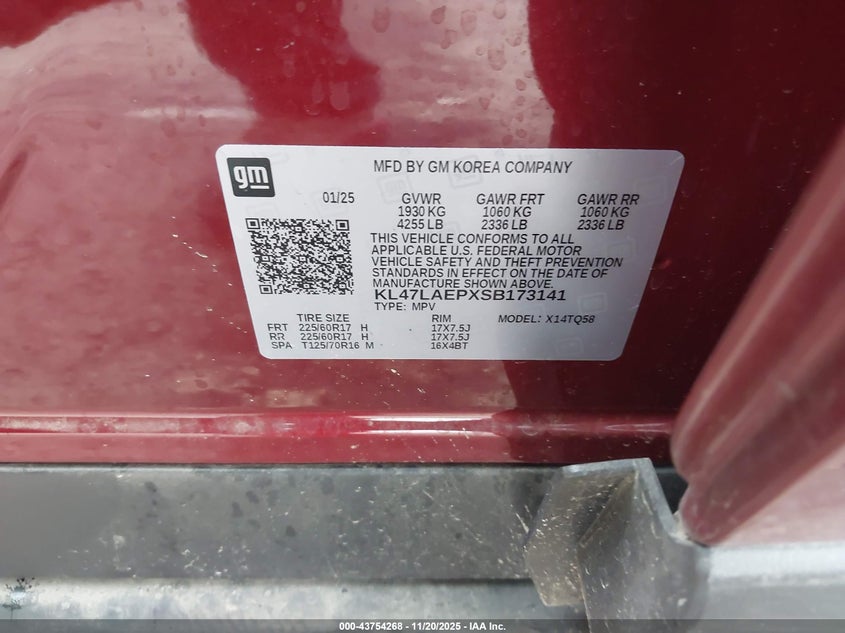 gm
MFD BY GM KOREA COMPANY
01/25 GVWR GAWR FRT GAWR RR
1930 KG 1060 KG 1060 KG
4255 LB 2336 LB 2336 LB
THIS VEHICLE CONFORMS TO ALL
APPLICABLE U.S. FEDERAL MOTOR
VEHICLE SAFETY AND THEFT PREVENTION
STANDARDS IN EFFECT ON THE DATE OF
MANUFACTURE SHOWN ABOVE.
KL47LAEPXSB173141
TYPE: MPV
TIRE SIZE RIM MODEL: X14TQ58
FRT 225/60R17 H 17X7.5J
RR 225/60R17 H 17X7.5J
SPA T125/70R16 M 16X4BT
000-43754268 - 11/20/2025 - IAA Inc.